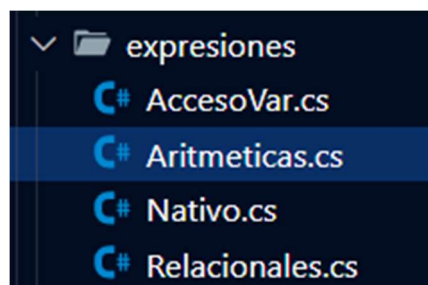 expresiones
C# AccesoVar.cs
C# Aritmeticas.cs
C# Nativo.cs
C# Relacionales.cs